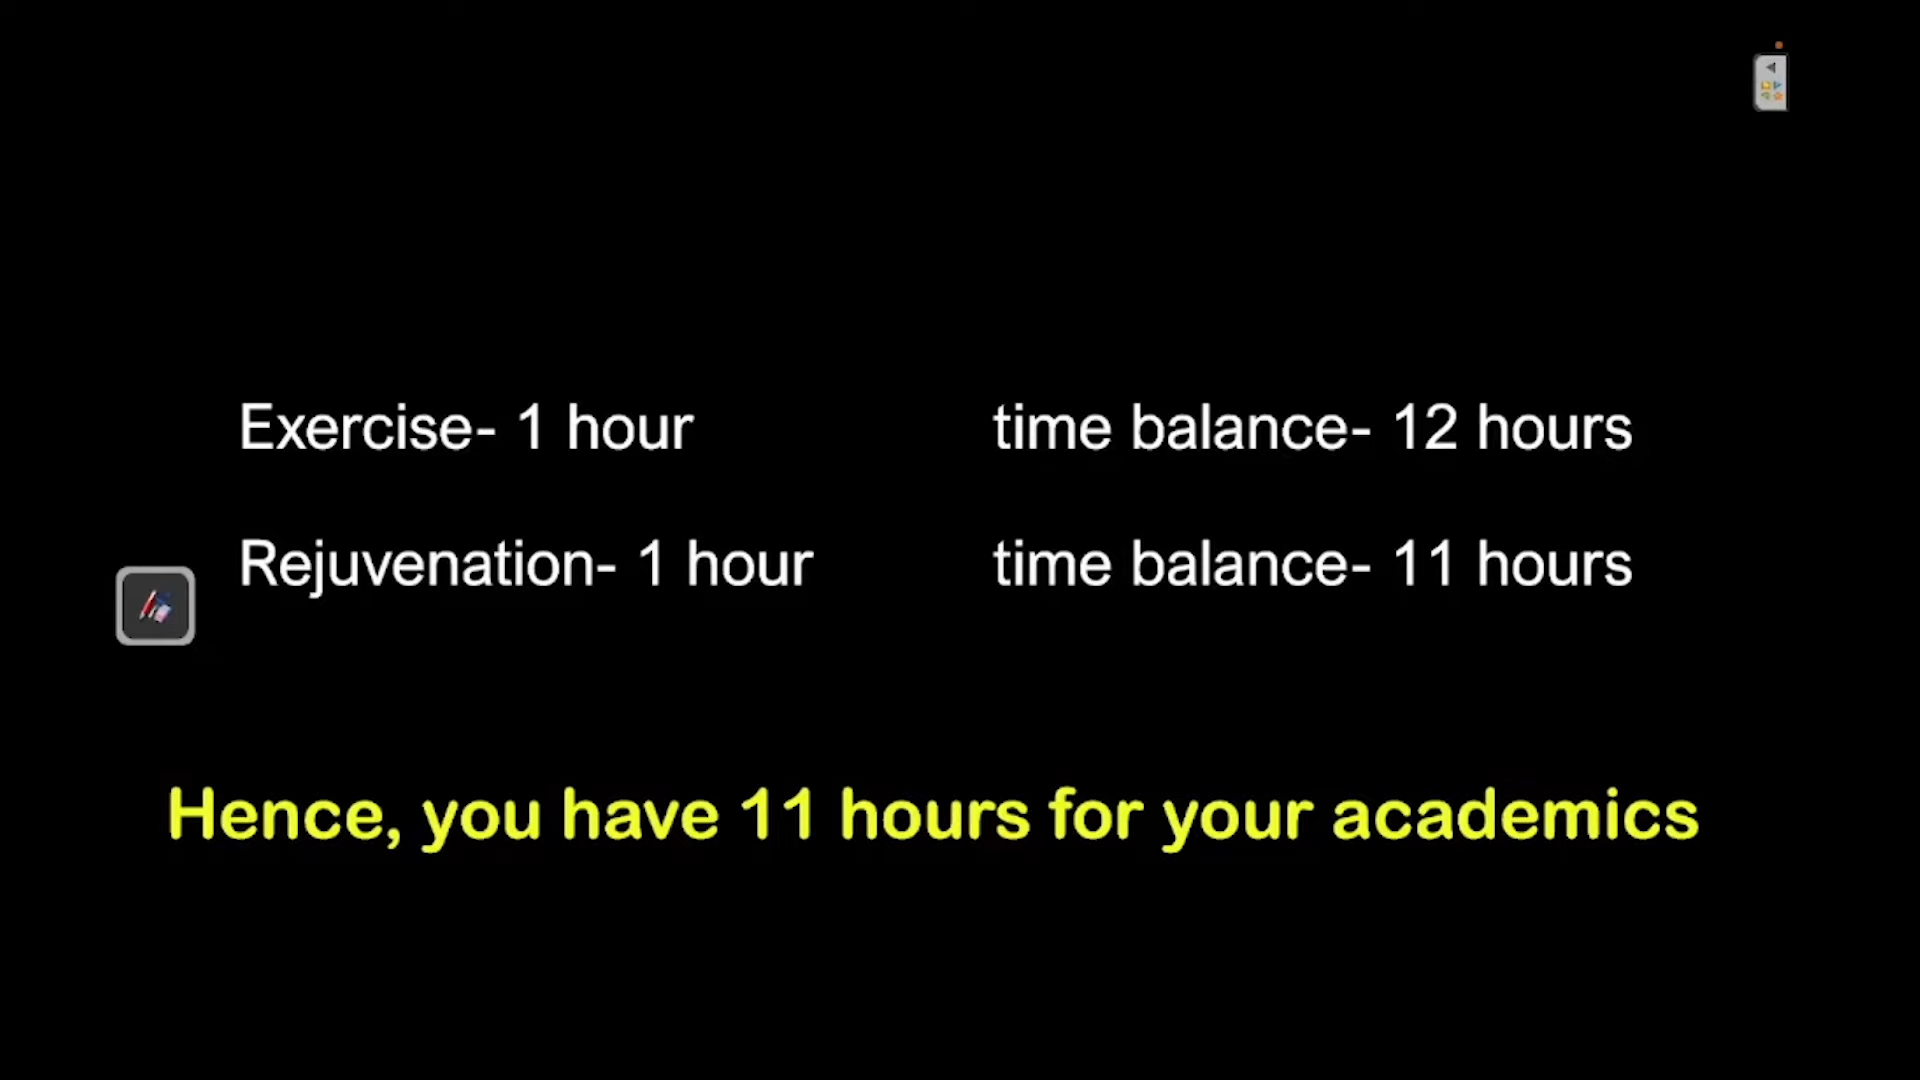 Exercise- 1 hour time balance- 12 hours
Rejuvenation- 1 hour time balance- 11 hours
Hence, you have 11 hours for your academics